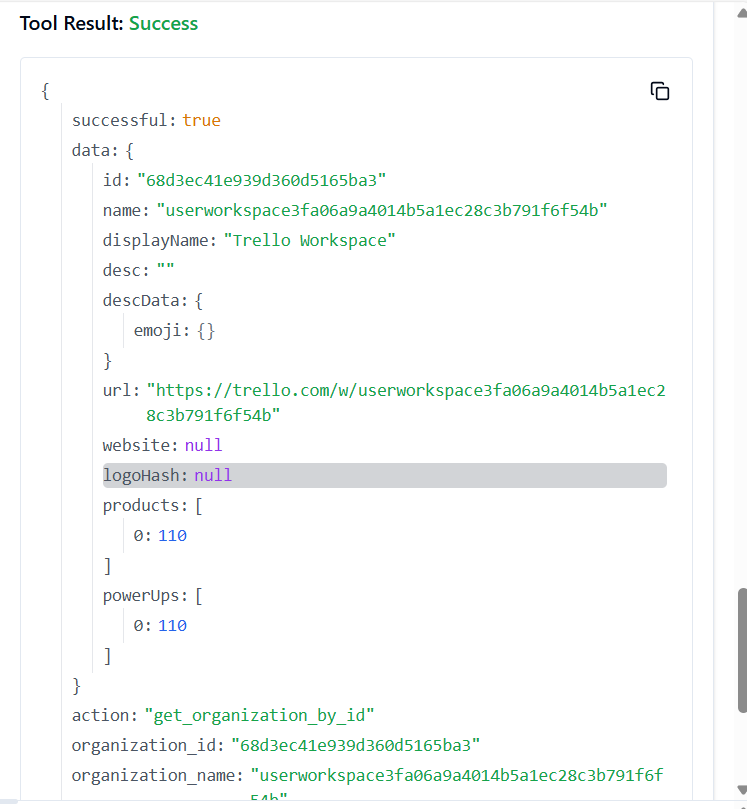 Tool Result: Success
{
successful: true
data: {
id: "68d3ec41e939d360d5165ba3"
name: "userworkspace3fa06a9a4014b5a1ec28c3b791f6f54b"
displayName: "Trello Workspace"
desc: ""
descData: {
emoji: {}
}
url: "https://trello.com/w/userworkspace3fa06a9a4014b5a1ec2
8c3b791f6f54b"
website: null
logoHash: null
products: [
0: 110
]
powerUps: [
0: 110
]
}
action: "get_organization_by_id"
organization_id: "68d3ec41e939d360d5165ba3"
organization_name: "userworkspace3fa06a9a4014b5a1ec28c3b791f6f
54b"